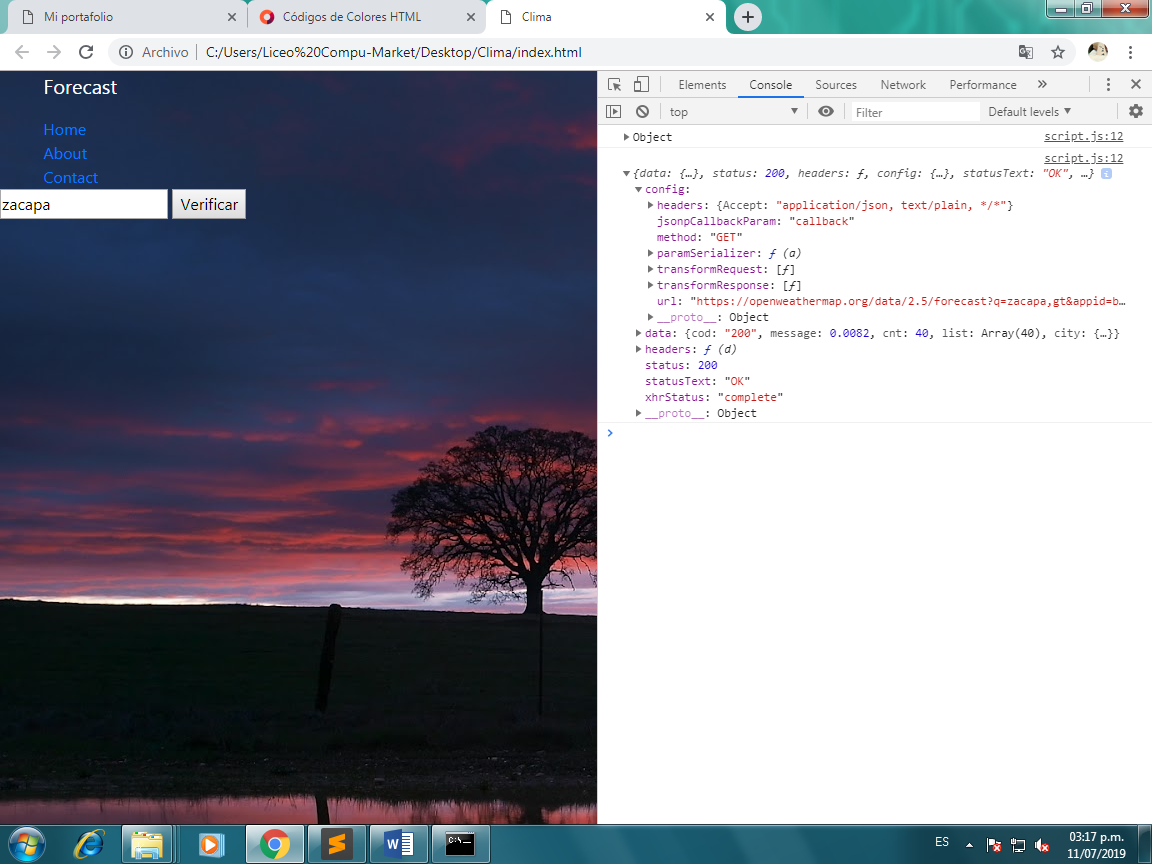 Mi portafolio
Códigos de Colores HTML
Clima
Archivo C:/Users/Liceo%20Compu-Market/Desktop/Clima/index.html
Forecast
Home
About
Contact
zacapa Verificar
Elements Console Sources Network Performance »
top Filter Default levels ▼
Object script.js:12
script.js:12
{data: {…}, status: 200, headers: ƒ, config: {…}, statusText: "OK", …} i
config:
headers: {Accept: "application/json, text/plain, */*"}
jsonpCallbackParam: "callback"
method: "GET"
paramSerializer: ƒ (a)
transformRequest: [ƒ]
transformResponse: [ƒ]
url: "https://openweathermap.org/data/2.5/forecast?q=zacapa,gt&appid=b…
__proto__: Object
data: {cod: "200", message: 0.0082, cnt: 40, list: Array(40), city: {…}}
headers: ƒ (d)
status: 200
statusText: "OK"
xhrStatus: "complete"
__proto__: Object
C:\_
ES
03:17 p.m.
11/07/2019